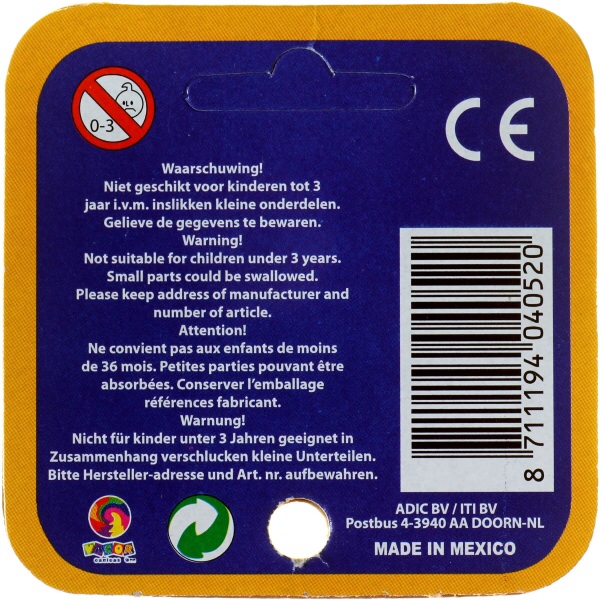 0-3
CE
Waarschuwing!
Niet geschikt voor kinderen tot 3
jaar i.v.m. inslikken kleine onderdelen.
Gelieve de gegevens te bewaren.
Warning!
Not suitable for children under 3 years.
Small parts could be swallowed.
Please keep address of manufacturer and
number of article.
Attention!
Ne convient pas aux enfants de moins
de 36 mois. Petites parties pouvant être
absorbées. Conserver l'emballage
références fabricant.
Warnung!
Nicht für kinder unter 3 Jahren geeignet in
Zusammenhang verschlucken kleine Unterteilen.
Bitte Hersteller-adresse und Art. nr. aufbewahren.
8 711194 040520
VACOR
canicas
ADIC BV / ITI BV
Postbus 4-3940 AA DOORN-NL
MADE IN MEXICO